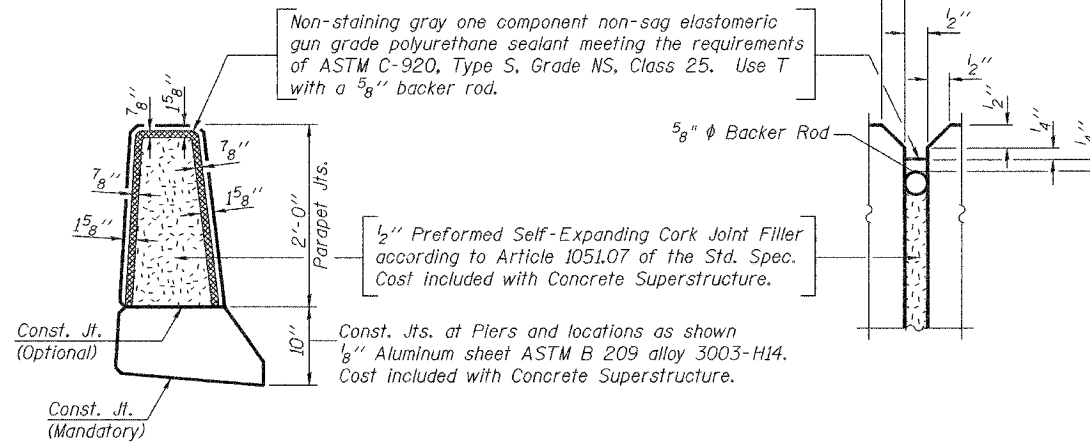 Non-staining gray one component non-sag elastomeric
gun grade polyurethane sealant meeting the requirements
of ASTM C-920, Type S, Grade NS, Class 25. Use T
with a 5/8" backer rod.
1/2"
1/2"
1/2"
1/4"
1/4"
5/8" ϕ Backer Rod
7/8"
1 5/8"
7/8"
7/8"
1 5/8"
1 5/8"
2'-0"
Parapet Jts.
1/2" Preformed Self-Expanding Cork Joint Filler
according to Article 1051.07 of the Std. Spec.
Cost included with Concrete Superstructure.
Const. Jt.
(Optional)
10"
Const. Jts. at Piers and locations as shown
1/8" Aluminum sheet ASTM B 209 alloy 3003-H14.
Cost included with Concrete Superstructure.
Const. Jt.
(Mandatory)